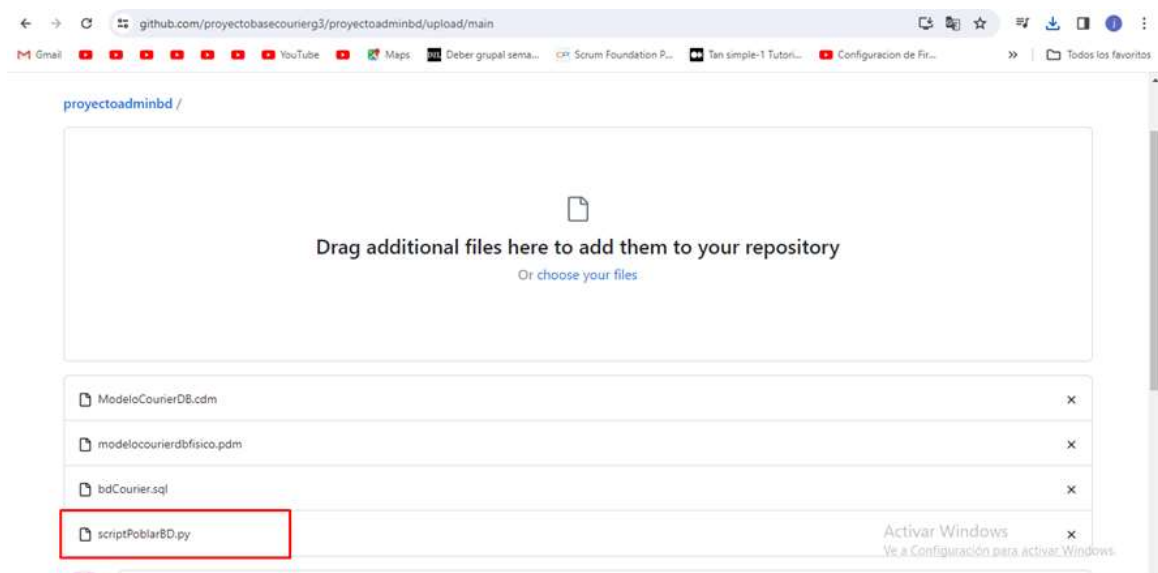 github.com/proyectobasecourierg3/proyectoadminbd/upload/main
Gmail YouTube Maps Deber grupal sema... Scrum Foundation P... Tan simple-1 Tutori... Configuracion de Fir... » Todos los favoritos
proyectoadminbd /
Drag additional files here to add them to your repository
Or choose your files
ModeloCourierDB.cdm
modelocourierdbfisico.pdm
bdCourier.sql
scriptPoblarBD.py
Activar Windows
Ve a Configuración para activar Windows.